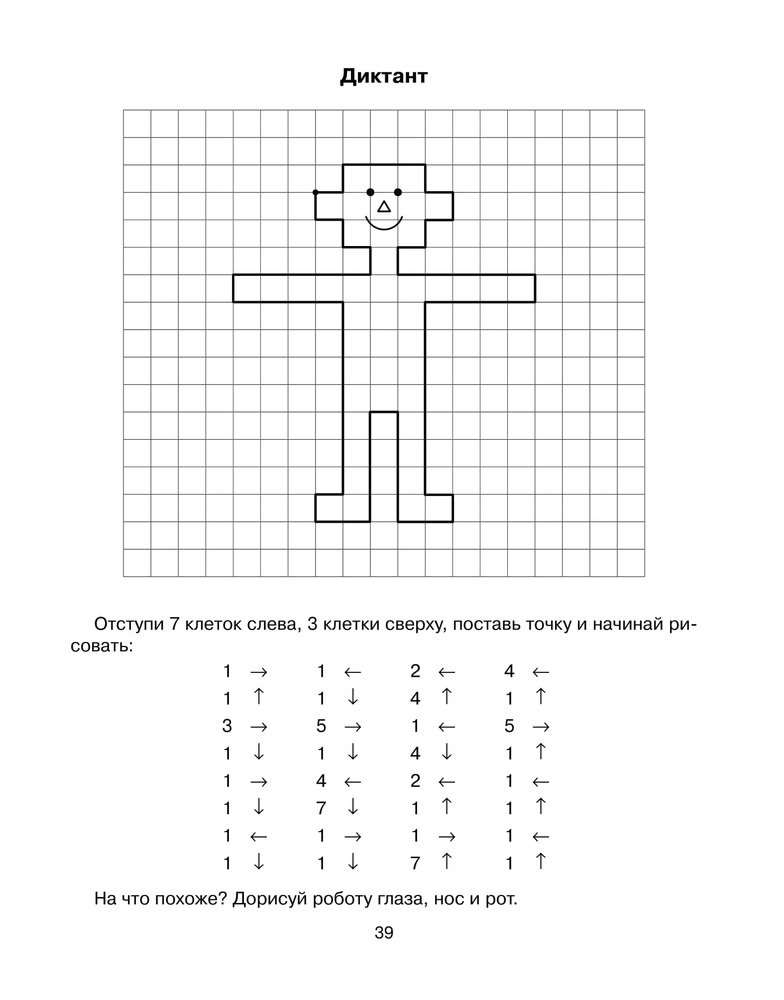 Диктант
Отступи 7 клеток слева, 3 клетки сверху, поставь точку и начинай ри-
совать:
1 → 1 ← 2 ← 4 ←
1 ↑ 1 ↓ 4 ↑ 1 ↑
3 → 5 → 1 ← 5 →
1 ↓ 1 ↓ 4 ↓ 1 ↑
1 → 4 ← 2 ← 1 ←
1 ↓ 7 ↓ 1 ↑ 1 ↑
1 ← 1 → 1 → 1 ←
1 ↓ 1 ↓ 7 ↑ 1 ↑
На что похоже? Дорисуй роботу глаза, нос и рот.
39